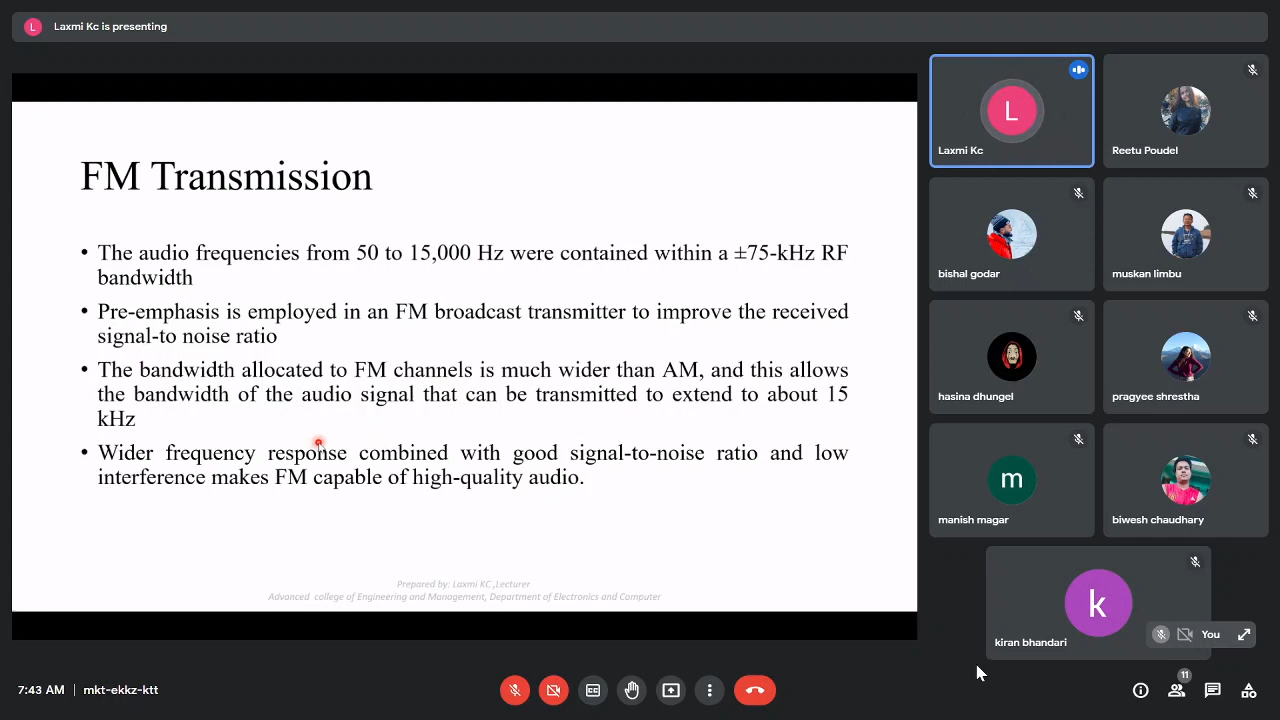 L Laxmi Kc is presenting
FM Transmission
• The audio frequencies from 50 to 15,000 Hz were contained within a ±75-kHz RF
bandwidth
• Pre-emphasis is employed in an FM broadcast transmitter to improve the received
signal-to noise ratio
• The bandwidth allocated to FM channels is much wider than AM, and this allows
the bandwidth of the audio signal that can be transmitted to extend to about 15
kHz
• Wider frequency response combined with good signal-to-noise ratio and low
interference makes FM capable of high-quality audio.
Prepared by: Laxmi KC ,Lecturer
Advanced college of Engineering and Management, Department of Electronics and Computer
L
Laxmi Kc
Reetu Poudel
bishal godar
muskan limbu
hasina dhungel
pragyee shrestha
m
manish magar
biwesh chaudhary
k
kiran bhandari
You
7:43 AM | mkt-ekkz-ktt
CC
11